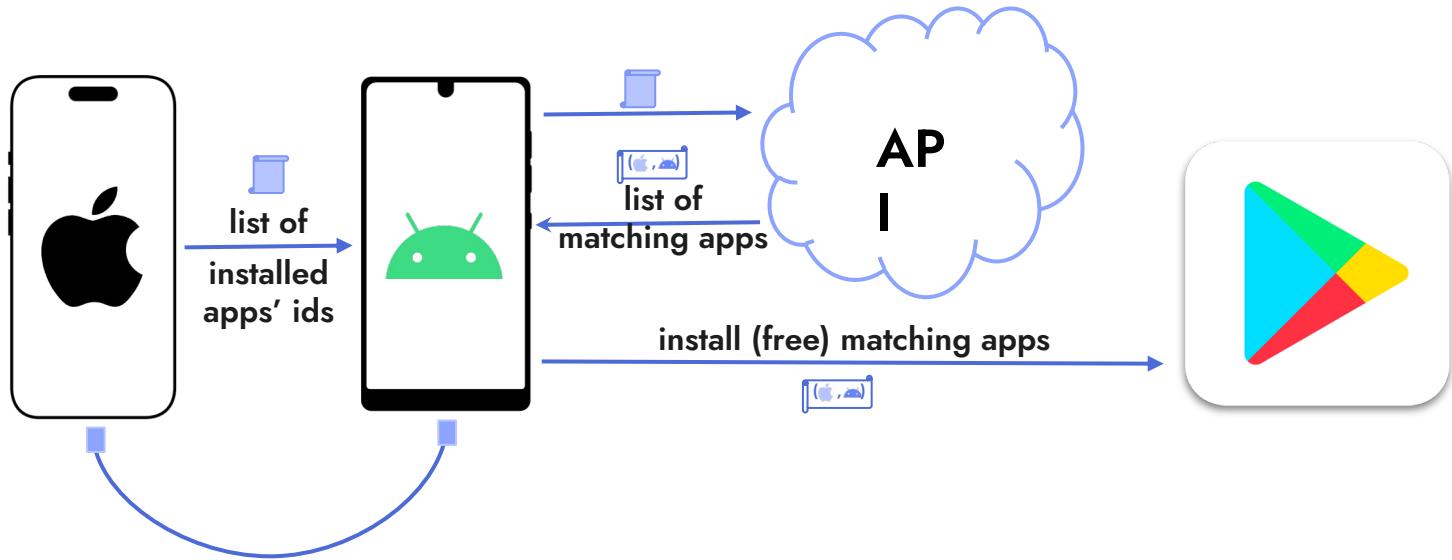 list of
installed
apps’ ids
( , )
list of
matching apps
AP
I
install (free) matching apps
( , )